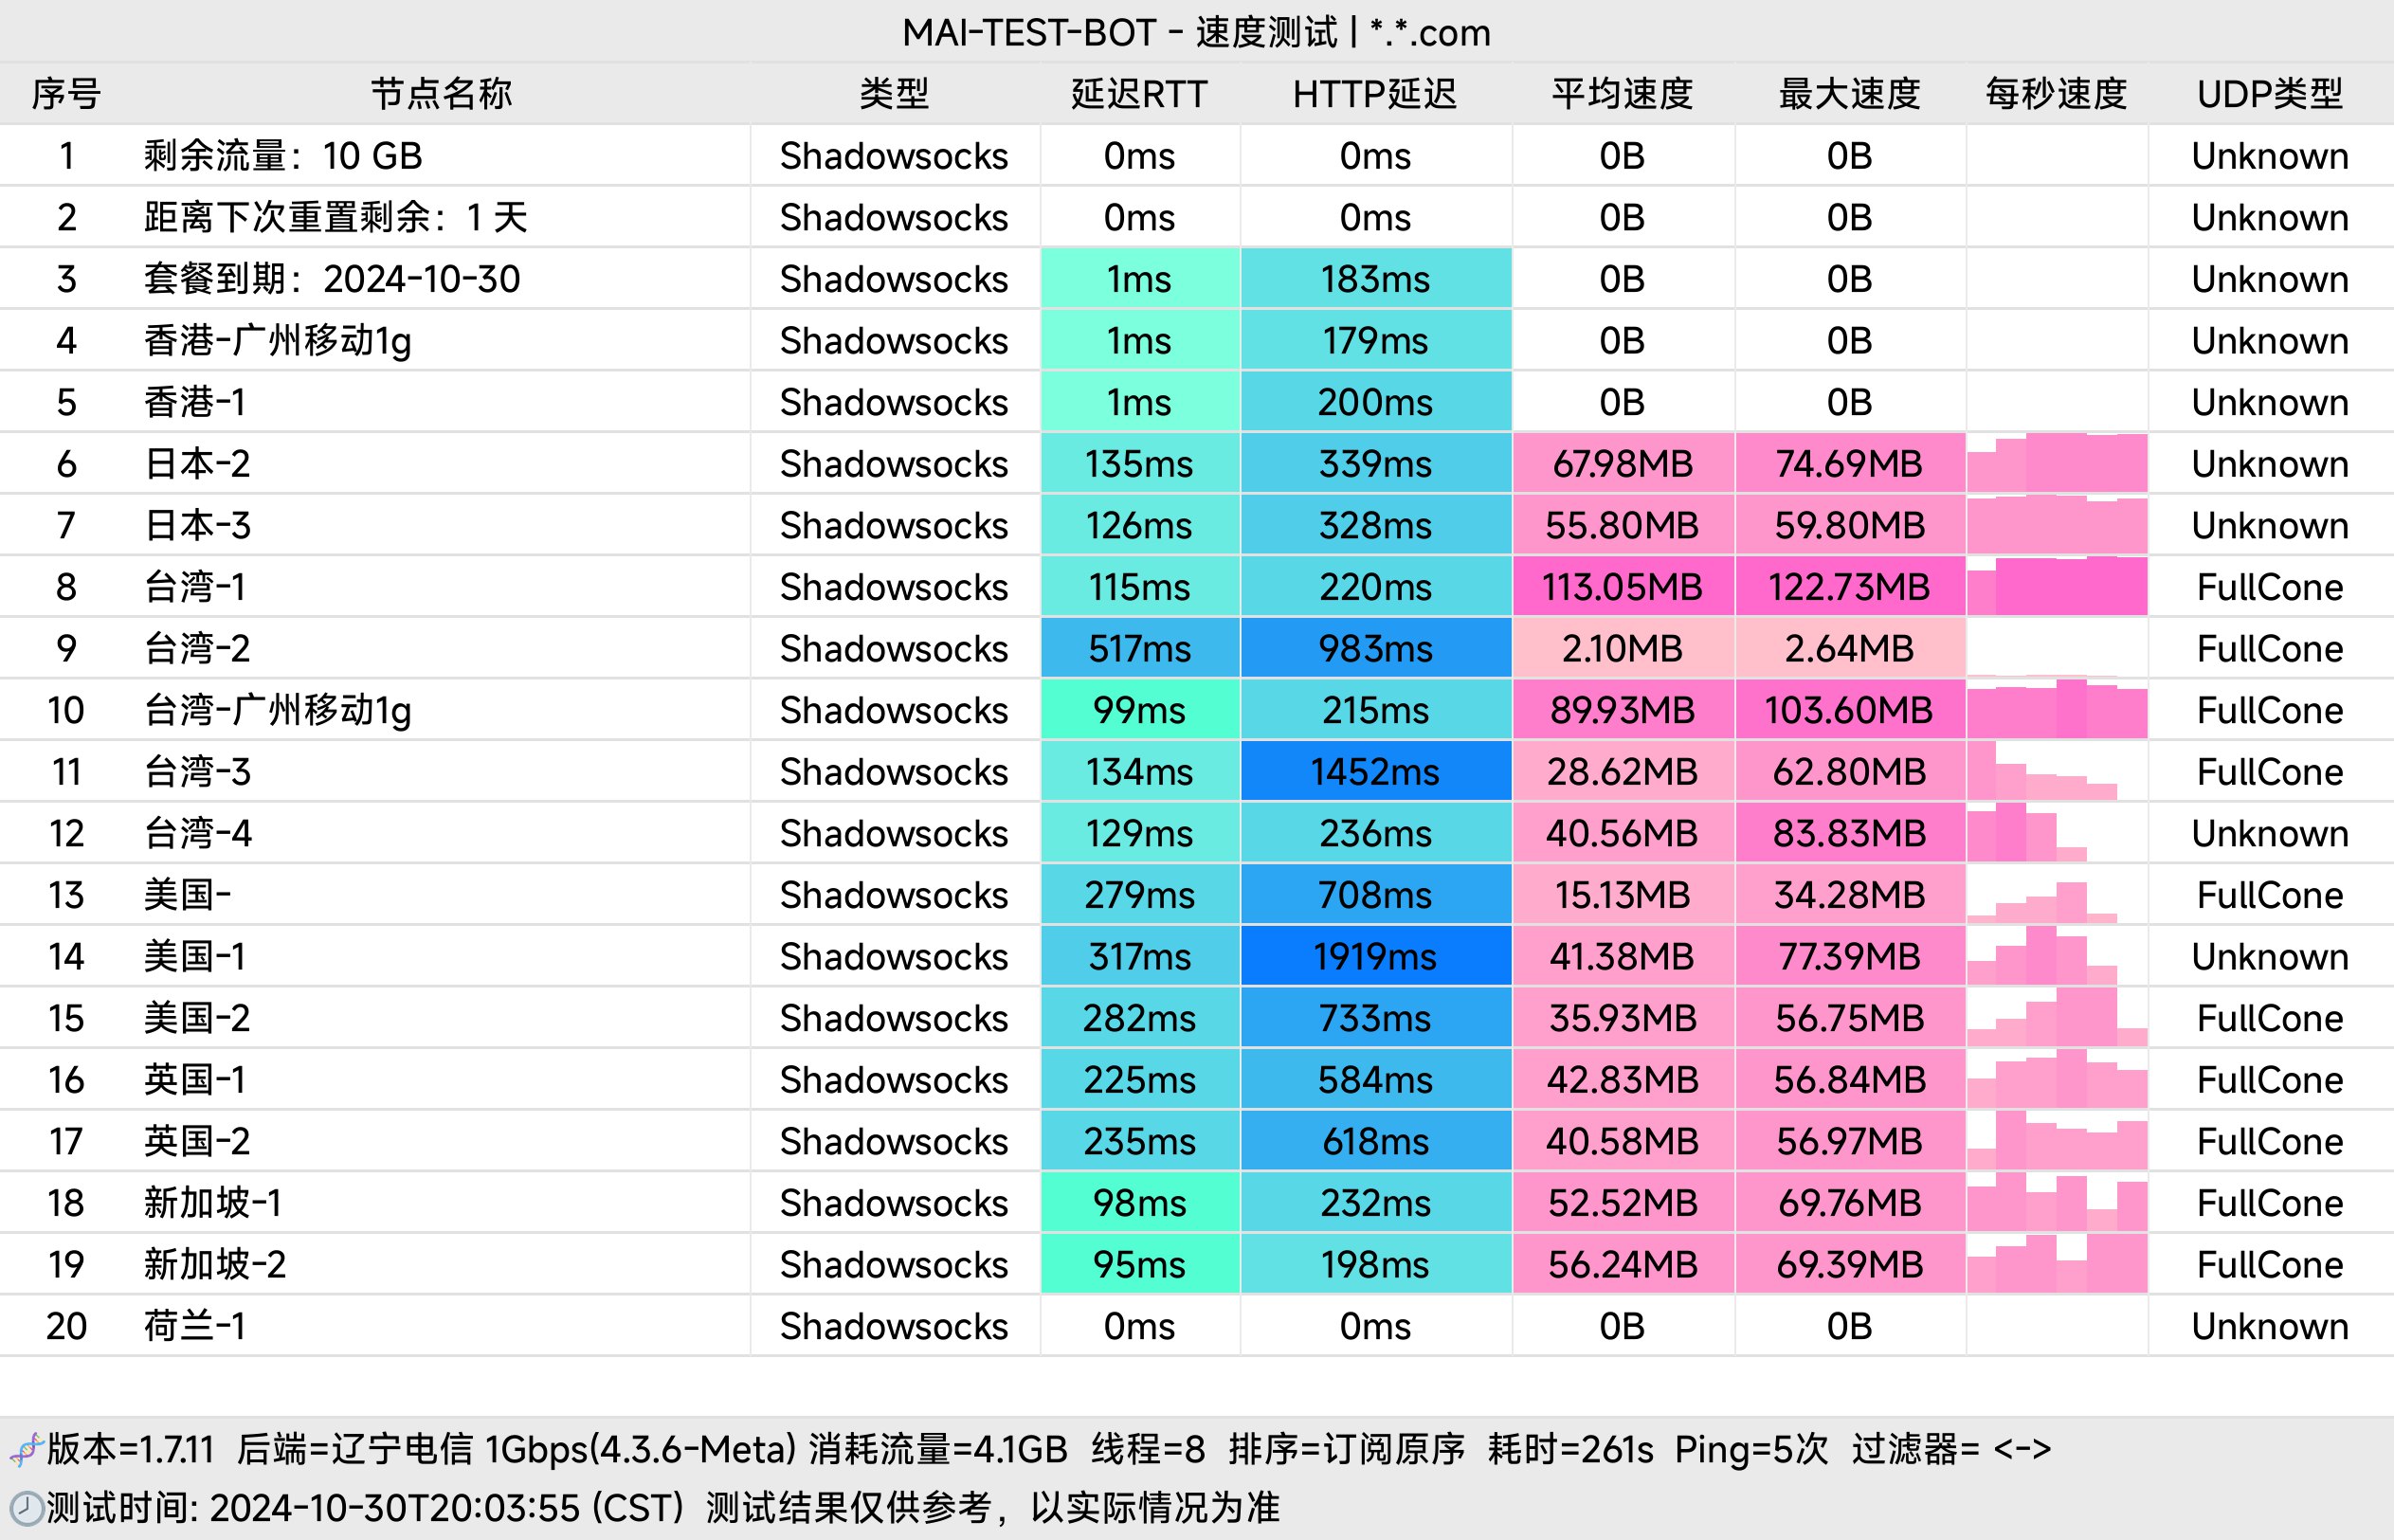 MAI-TEST-BOT - 速度测试 | *.*.com
序号 节点名称 类型 延迟RTT HTTP延迟 平均速度 最大速度 每秒速度 UDP类型
1 剩余流量：10 GB Shadowsocks 0ms 0ms 0B 0B Unknown
2 距离下次重置剩余：1 天 Shadowsocks 0ms 0ms 0B 0B Unknown
3 套餐到期：2024-10-30 Shadowsocks 1ms 183ms 0B 0B Unknown
4 香港-广州移动1g Shadowsocks 1ms 179ms 0B 0B Unknown
5 香港-1 Shadowsocks 1ms 200ms 0B 0B Unknown
6 日本-2 Shadowsocks 135ms 339ms 67.98MB 74.69MB Unknown
7 日本-3 Shadowsocks 126ms 328ms 55.80MB 59.80MB Unknown
8 台湾-1 Shadowsocks 115ms 220ms 113.05MB 122.73MB FullCone
9 台湾-2 Shadowsocks 517ms 983ms 2.10MB 2.64MB FullCone
10 台湾-广州移动1g Shadowsocks 99ms 215ms 89.93MB 103.60MB FullCone
11 台湾-3 Shadowsocks 134ms 1452ms 28.62MB 62.80MB FullCone
12 台湾-4 Shadowsocks 129ms 236ms 40.56MB 83.83MB Unknown
13 美国- Shadowsocks 279ms 708ms 15.13MB 34.28MB FullCone
14 美国-1 Shadowsocks 317ms 1919ms 41.38MB 77.39MB Unknown
15 美国-2 Shadowsocks 282ms 733ms 35.93MB 56.75MB FullCone
16 英国-1 Shadowsocks 225ms 584ms 42.83MB 56.84MB FullCone
17 英国-2 Shadowsocks 235ms 618ms 40.58MB 56.97MB FullCone
18 新加坡-1 Shadowsocks 98ms 232ms 52.52MB 69.76MB FullCone
19 新加坡-2 Shadowsocks 95ms 198ms 56.24MB 69.39MB FullCone
20 荷兰-1 Shadowsocks 0ms 0ms 0B 0B Unknown
版本=1.7.11 后端=辽宁电信 1Gbps(4.3.6-Meta) 消耗流量=4.1GB 线程=8 排序=订阅原序 耗时=261s Ping=5次 过滤器= <->
测试时间: 2024-10-30T20:03:55 (CST) 测试结果仅供参考，以实际情况为准